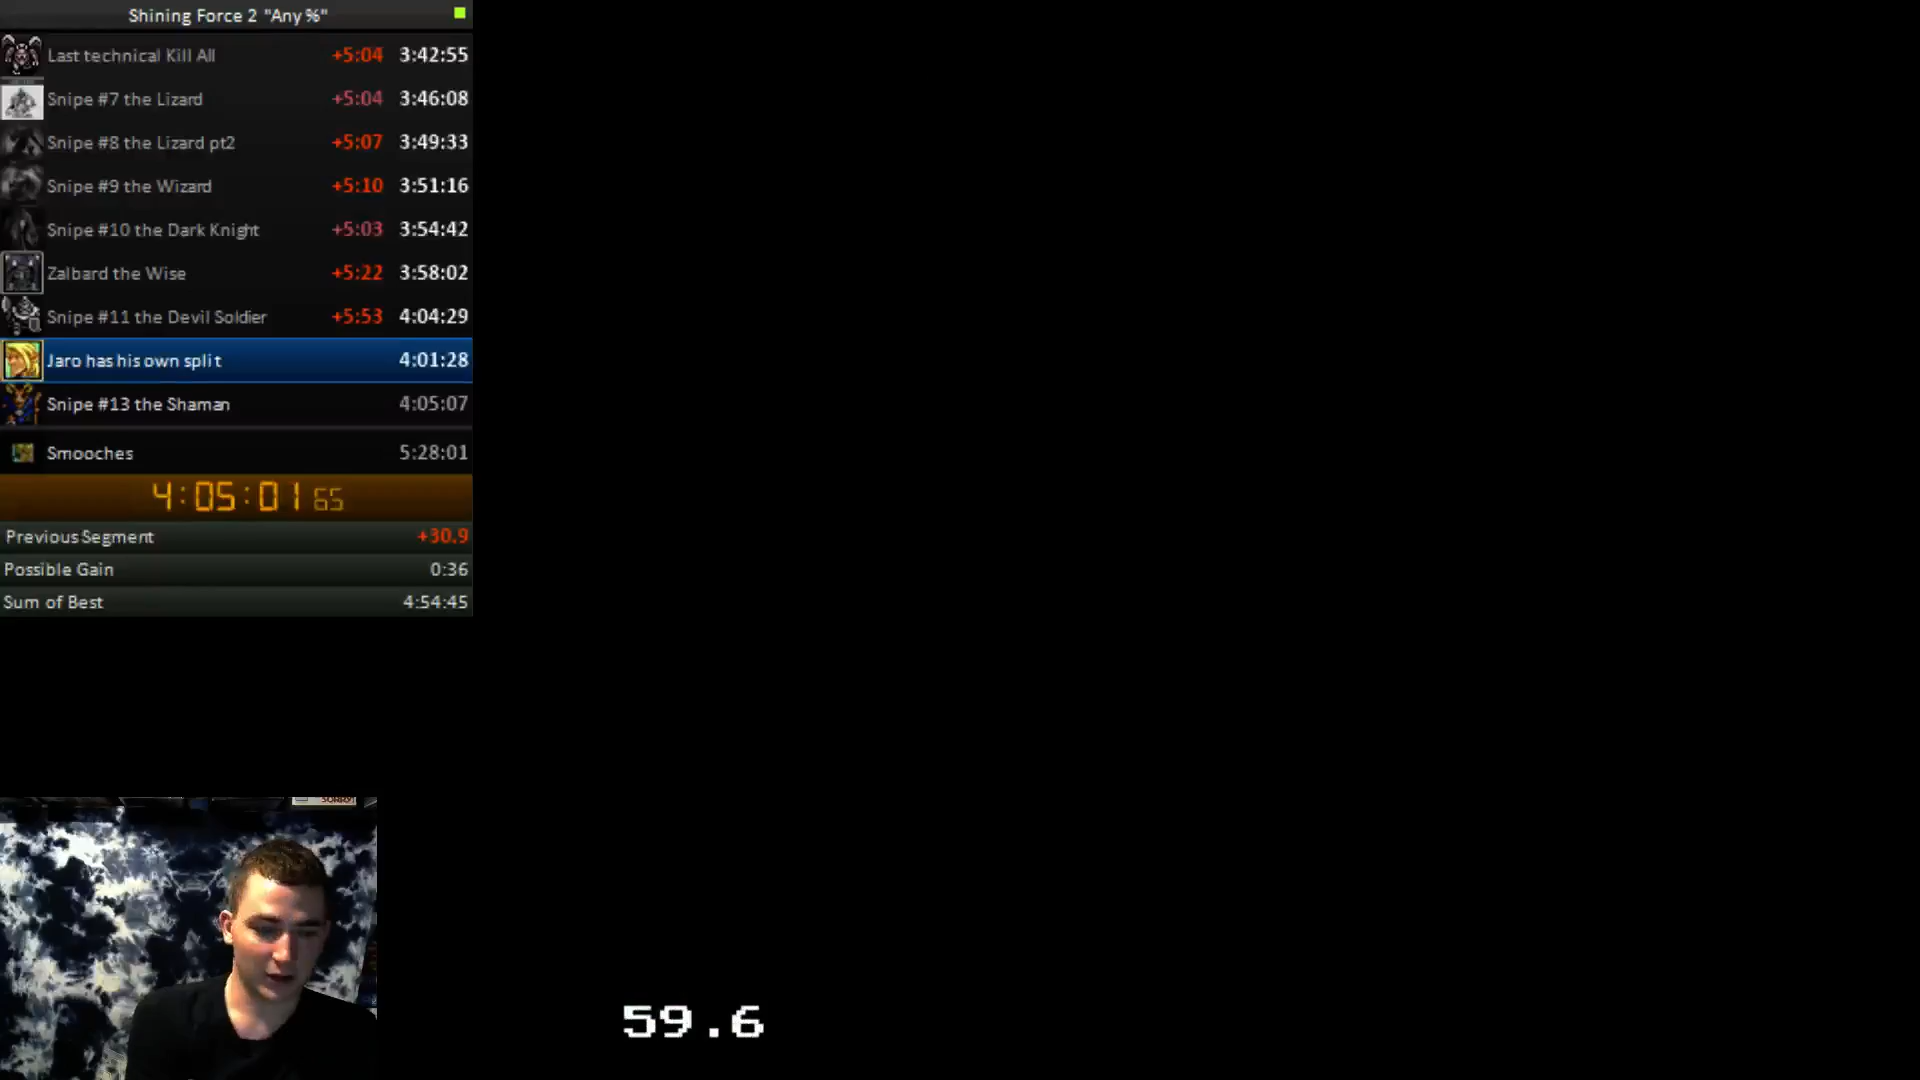 Shining Force 2 "Any %"
Last technical Kill All +5:04 3:42:55
Snipe #7 the Lizard +5:04 3:46:08
Snipe #8 the Lizard pt2 +5:07 3:49:33
Snipe #9 the Wizard +5:10 3:51:16
Snipe #10 the Dark Knight +5:03 3:54:42
Zalbard the Wise +5:22 3:58:02
Snipe #11 the Devil Soldier +5:53 4:04:29
Jaro has his own split 4:01:28
Snipe #13 the Shaman 4:05:07
Smooches 5:28:01
4:05:01 65
Previous Segment +30.9
Possible Gain 0:36
Sum of Best 4:54:45
SORRY
59.6